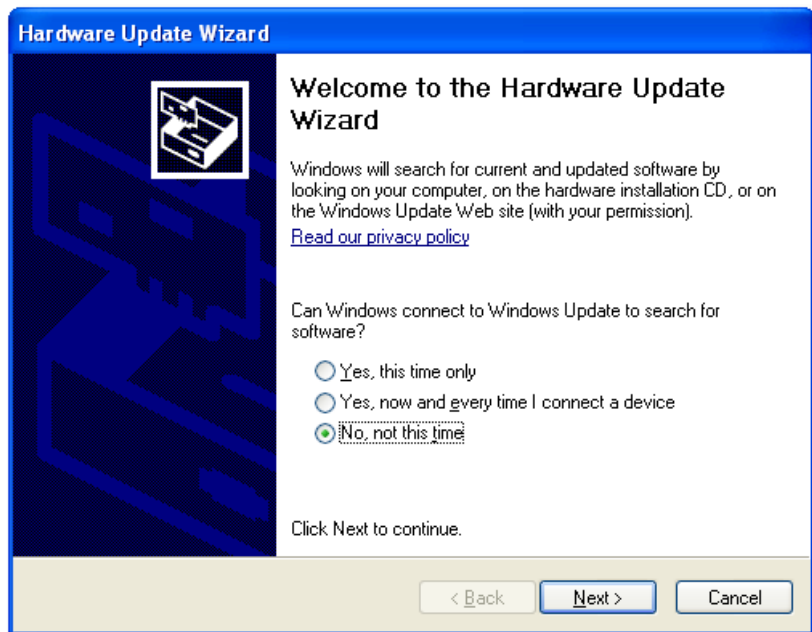 Hardware Update Wizard
Welcome to the Hardware Update
Wizard
Windows will search for current and updated software by
looking on your computer, on the hardware installation CD, or on
the Windows Update Web site (with your permission).
Read our privacy policy
Can Windows connect to Windows Update to search for
software?
Yes, this time only
Yes, now and every time I connect a device
No, not this time
Click Next to continue.
< Back
Next >
Cancel